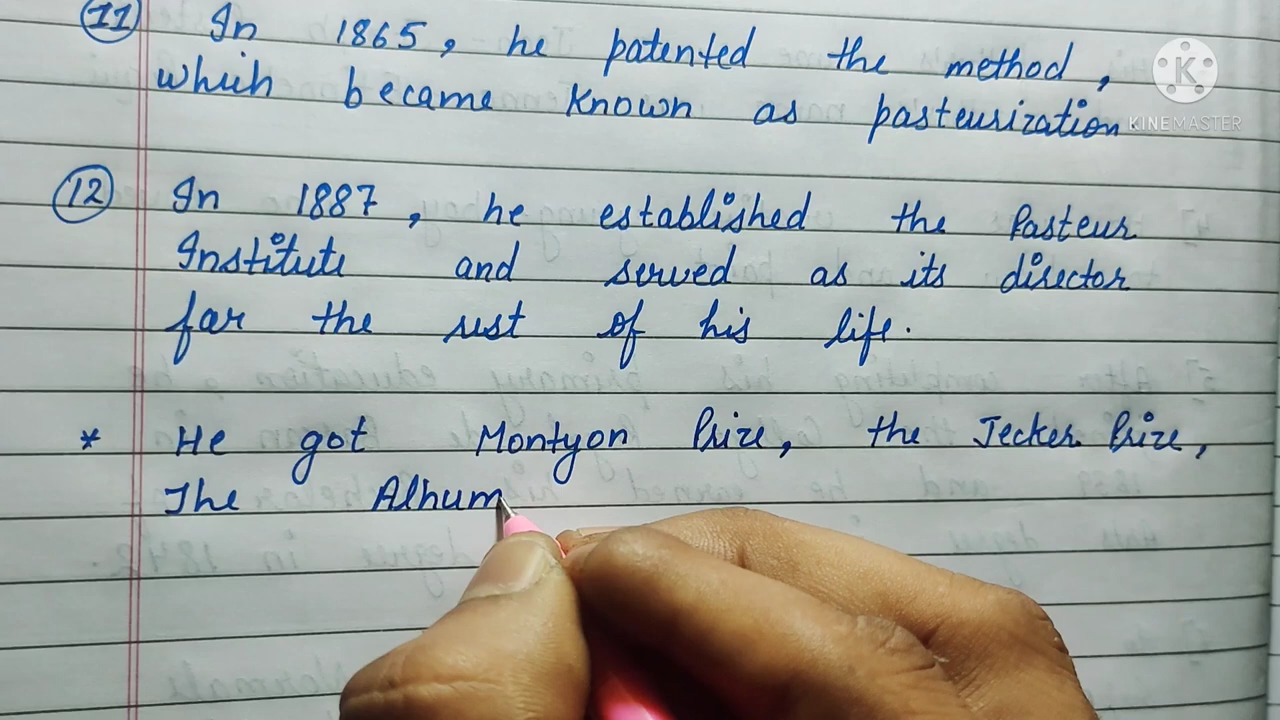 11 In 1865, he patented the method,
which became known as pasteurization
KINEMASTER
12 In 1887, he established the Pasteur
Institute and served as its director
for the rest of his life.
* He got Montyon Prize, the Jecker Prize,
The Alhum